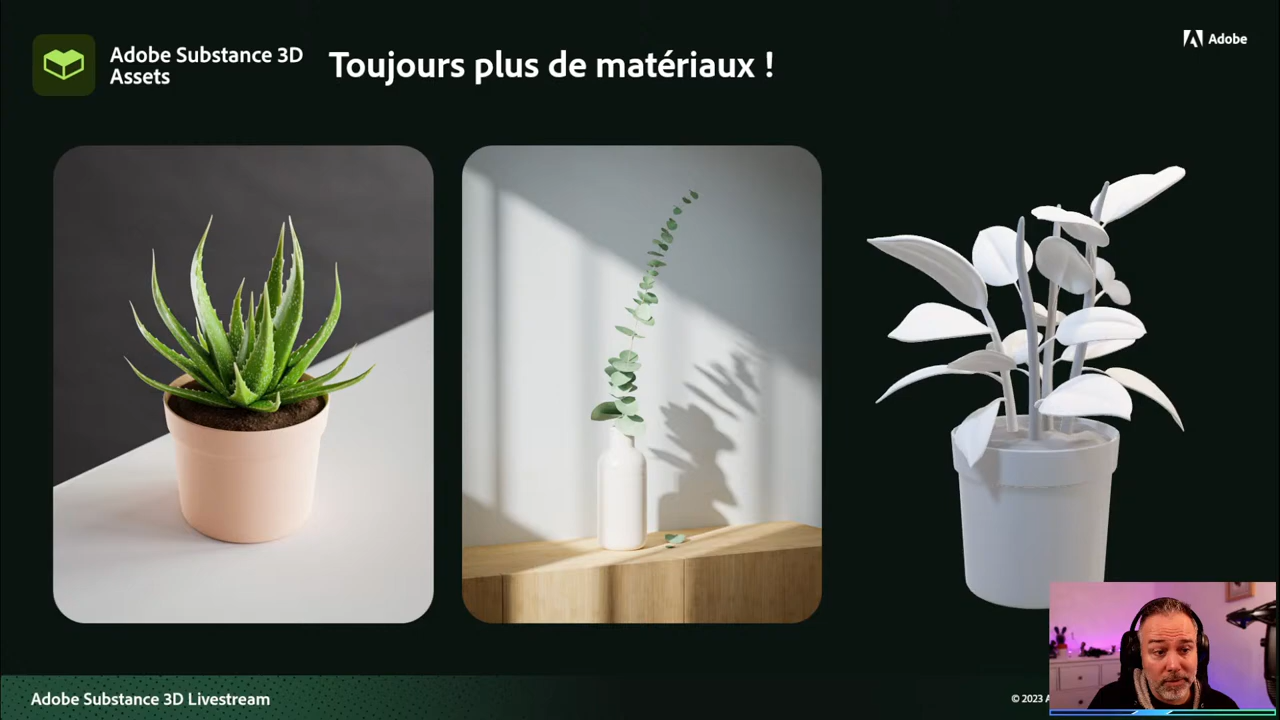 Adobe Substance 3D
Assets
Toujours plus de matériaux !
Adobe
Adobe Substance 3D Livestream
© 2023